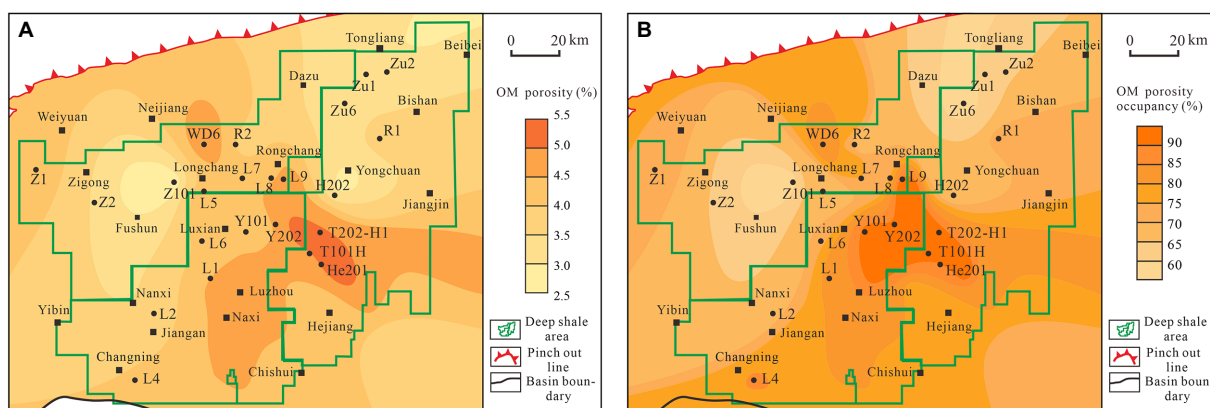 A
Tongliang
Beibei
0 20 km
Zu2
Zu1
Dazu
OM porosity (%)
Zu6
Bishan
Neijiang
Weiyuan
WD6
R2
R1
5.5
5.0
4.5
4.0
3.5
3.0
2.5
Rongchang
Longchang
L7
Yongchuan
Z1
Zigong
Z101
L8
L9
H202
Z2
L5
Jiangjin
Fushun
Luxian
Y101
Y202
T202-H1
L6
T101H
L1
He201
Luzhou
Nanxi
Yibin
L2
Naxi
Hejiang
Jiangan
Changning
Chishui
L4
Deep shale
area
Pinch out
line
Basin boun-
dary
B
Tongliang
Beibei
0 20 km
Zu2
Zu1
Dazu
OM porosity
occupancy (%)
Zu6
Bishan
Neijiang
Weiyuan
WD6
R2
R1
90
85
80
75
70
65
60
Rongchang
Longchang
L7
Yongchuan
Z1
Zigong
Z101
L8
L9
H202
Z2
L5
Jiangjin
Fushun
Luxian
Y101
Y202
T202-H1
L6
T101H
L1
He201
Luzhou
Nanxi
Yibin
L2
Naxi
Hejiang
Jiangan
Changning
Chishui
L4
Deep shale
area
Pinch out
line
Basin boun-
dary